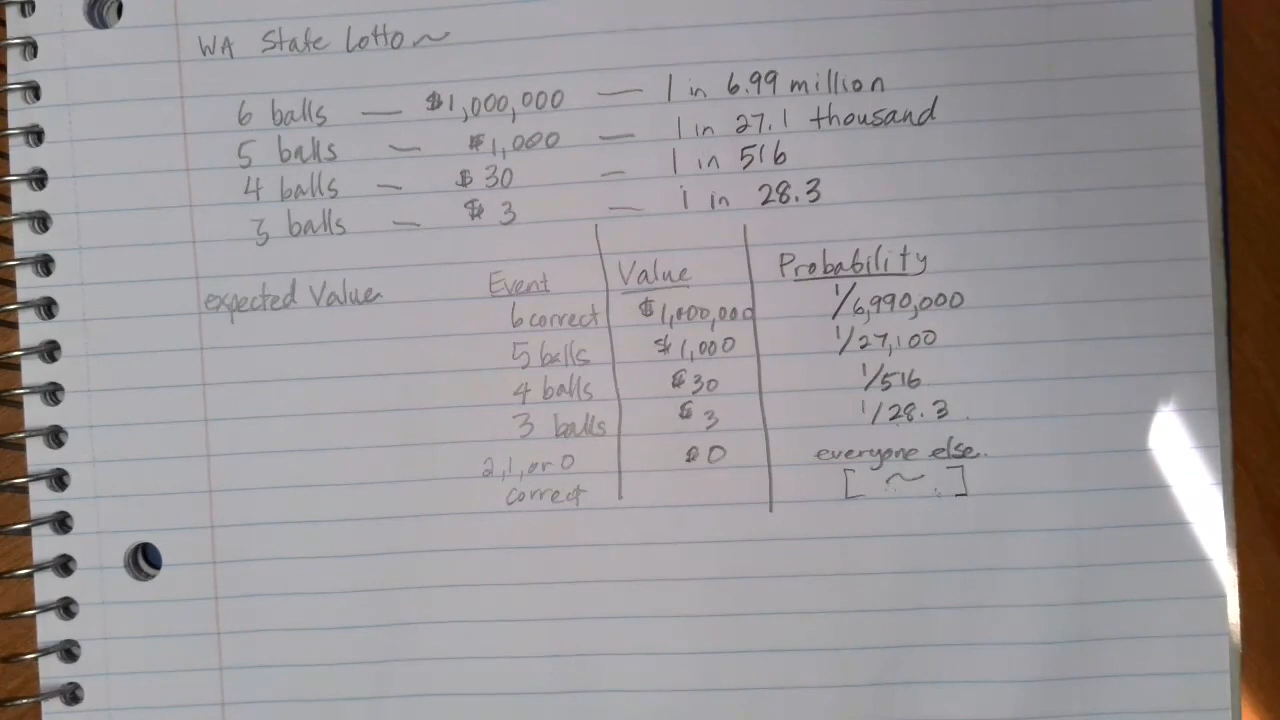 WA State Lotto ~
6 balls — $1,000,000 — 1 in 6.99 million
5 balls — $1,000 — 1 in 27.1 thousand
4 balls — $30 — 1 in 516
3 balls — $3 — 1 in 28.3
expected Value Event Value Probability
6 correct $1,000,000 1/6,990,000
5 balls $1,000 1/27,100
4 balls $30 1/516
3 balls $3 1/28.3
2, 1, or 0 $0 everyone else.
correct [ ~ ]